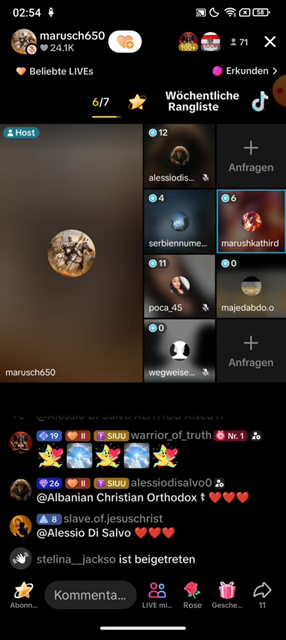 02:54
58
marusch650
24.1K
100+
100+
71
Beliebte LIVEs
Erkunden >
6/7
Wöchentliche
Rangliste
Host
12
alessiodis...
Anfragen
4
serbiennume...
6
marushkathird
11
poca_45
0
majedabdo.o
0
wegweise...
Anfragen
marusch650
19 II SIUU warrior_of_truth Nr. 1
26 II SIUU alessiodisalvo0
@Albanian Christian Orthodox ☦ ❤️❤️❤️
8 slave.of.jesuschrist
@Alessio Di Salvo ❤️❤️❤️
stelina__jackso ist beigetreten
Abonn...
Kommenta...
LIVE mi...
Rose
Gesche...
11